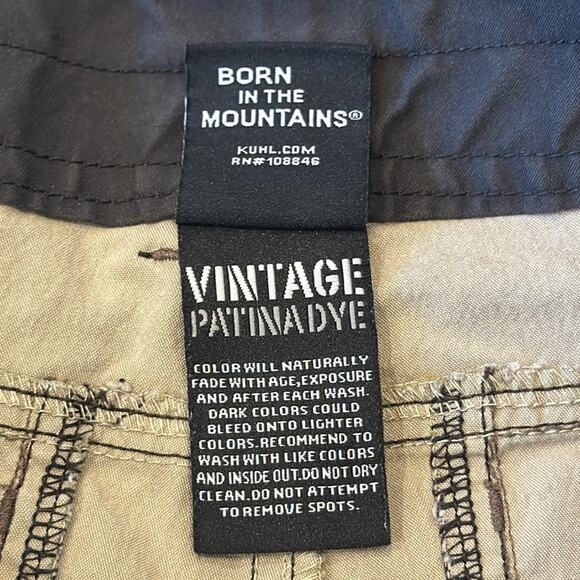 BORN
IN THE
MOUNTAINS®
KUHL.COM
RN#108846
VINTAGE
PATINADYE
COLOR WILL NATURALLY
FADE WITH AGE,EXPOSURE
AND AFTER EACH WASH.
DARK COLORS COULD
BLEED ONTO LIGHTER
COLORS.RECOMMEND TO
WASH WITH LIKE COLORS
AND INSIDE OUT.DO NOT DRY
CLEAN.DO NOT ATTEMPT
TO REMOVE SPOTS.